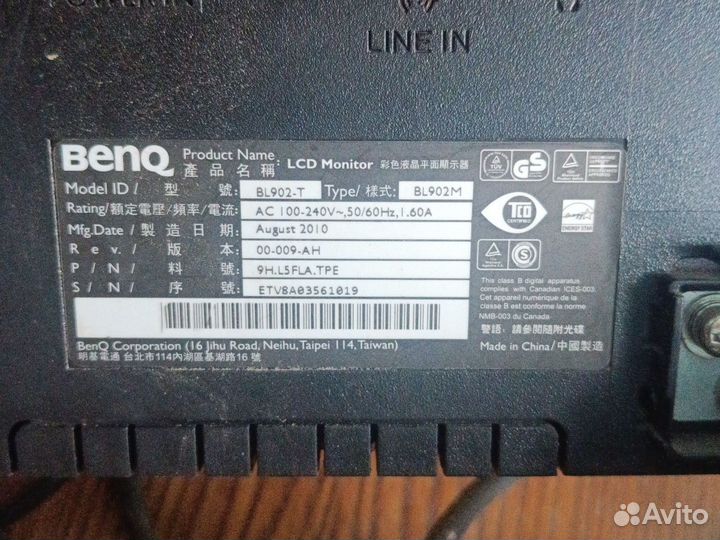 LINE IN
BenQ Product Name: LCD Monitor 彩色液晶平面顯示器
產品名稱:
Model ID / 型號: BL902-T Type/樣式: BL902M
Rating/額定電壓/頻率/電流: AC 100-240V~,50/60Hz,1.60A
Mfg.Date / 製造日期: August 2010
Rev. / 版本: 00-009-AH
P/N / 料號: 9H.L5FLA.TPE
S/N / 序號: ETV8A03561019
BenQ Corporation (16 Jihu Road, Neihu, Taipei 114, Taiwan)
明基電通 台北市114內湖區基湖路16 號
TÜV
GS
TCO
CERTIFIED
ENERGY STAR
S
This class B digital apparatus
complies with Canadian ICES-003.
Cet appareil numérique de la
classe B est conforme à la norme
NMB-003 du Canada
警語: 請參閱隨附光碟
Made in China/中國製造
Avito